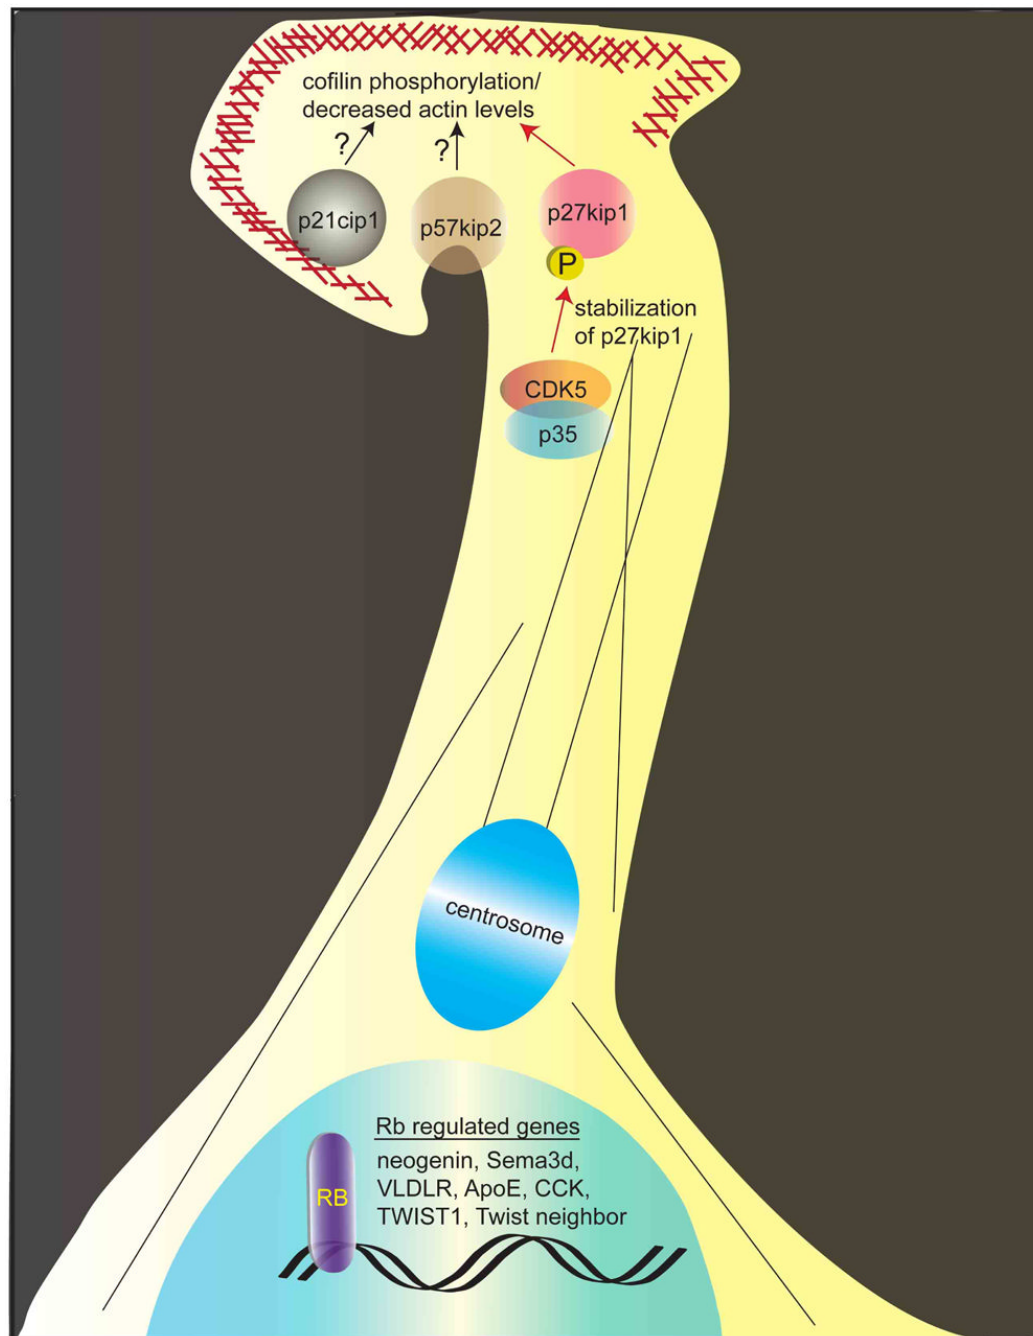 cofilin phosphorylation/
decreased actin levels
?
?
p21cip1
p57kip2
p27kip1
P
stabilization
of p27kip1
CDK5
p35
centrosome
Rb regulated genes
neogenin, Sema3d,
VLDLR, ApoE, CCK,
TWIST1, Twist neighbor
RB